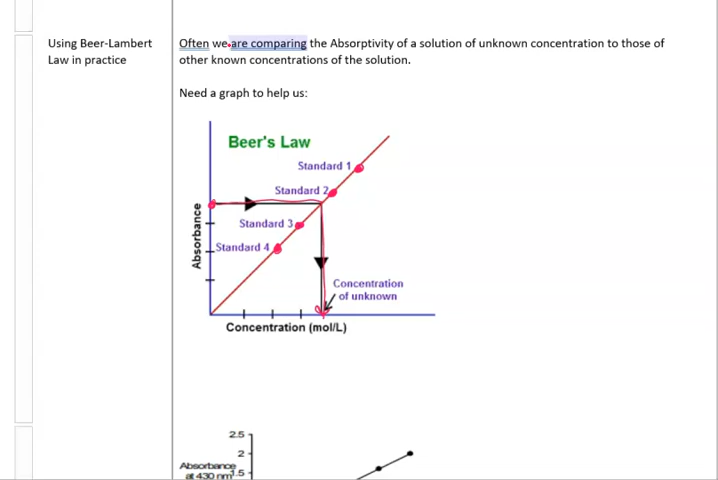 Using Beer-Lambert
Law in practice
Often we are comparing the Absorptivity of a solution of unknown concentration to those of
other known concentrations of the solution.
Need a graph to help us:
Beer's Law
Standard 1
Standard 2
Standard 3
Standard 4
Absorbance
Concentration
of unknown
Concentration (mol/L)
2.5
2
Absorbance
at 430 nm
1.5